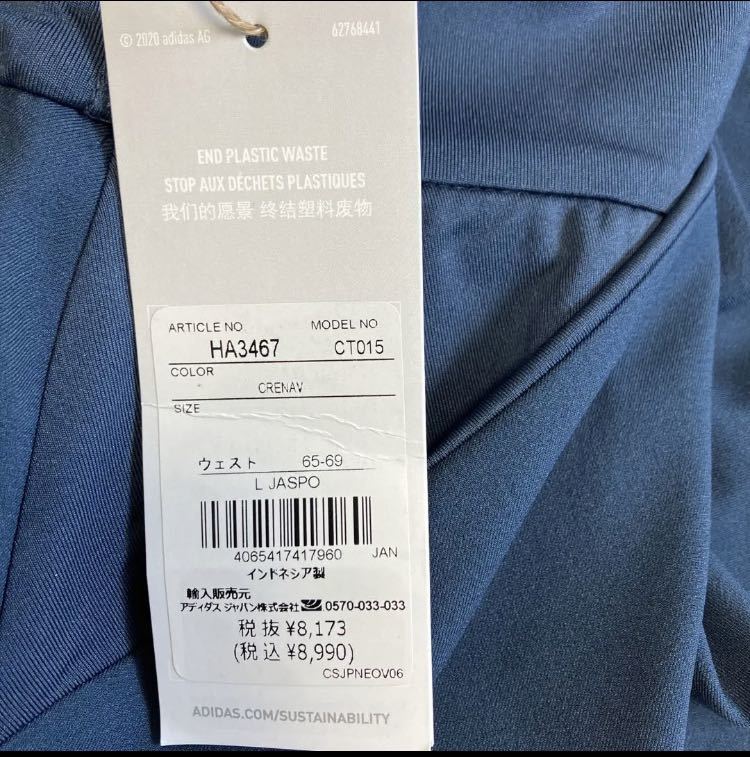 © 2020 adidas AG
62768441
END PLASTIC WASTE
STOP AUX DÉCHETS PLASTIQUES
我们的愿景 终结塑料废物
ARTICLE NO MODEL NO
HA3467 CT015
COLOR
CRENAV
SIZE
ウェスト 65-69
L JASPO
4065417417960 JAN
インドネシア製
輸入販売元
アディダス ジャパン株式会社 0570-033-033
税抜 ¥8,173
(税込 ¥8,990)
CSJPNEOV06
ADIDAS.COM/SUSTAINABILITY